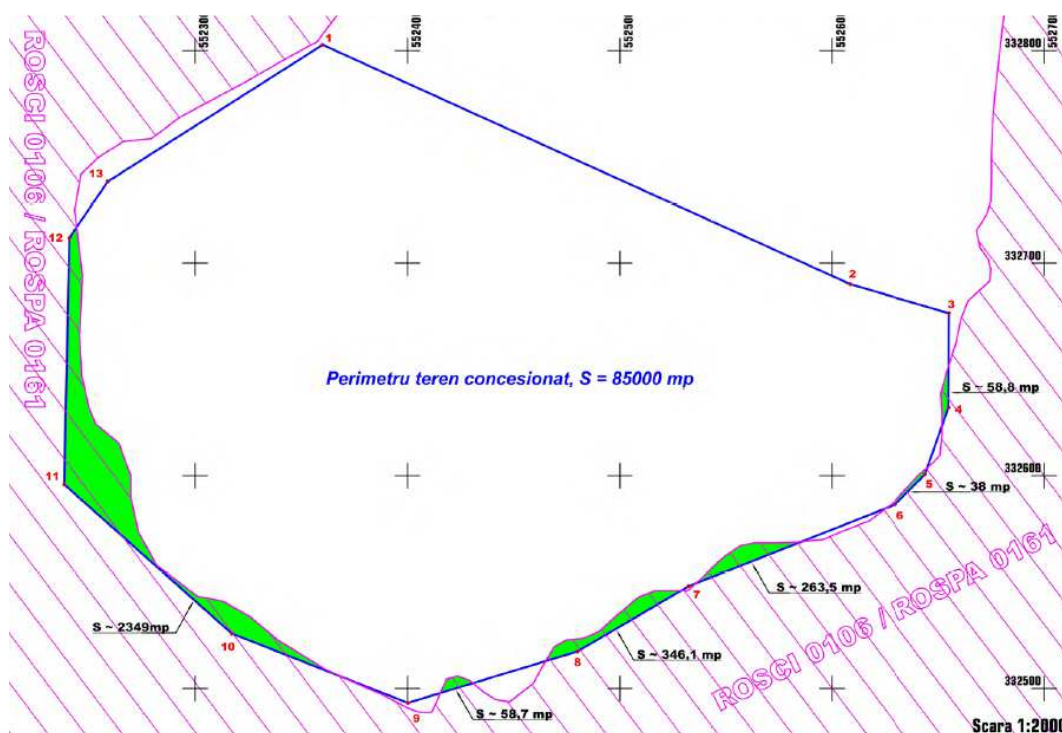 55230
55240
55250
55260
55270
332800
332700
332600
332500
1
2
3
4
5
6
7
8
9
10
11
12
13
ROSCI 0106 / ROSPA 0161
Perimetru teren concesionat, S = 85000 mp
S ~ 58,8 mp
S ~ 38 mp
S ~ 263,5 mp
S ~ 346,1 mp
S ~ 58,7 mp
S ~ 2349mp
ROSCI 0106 / ROSPA 0161
Scara 1:2000